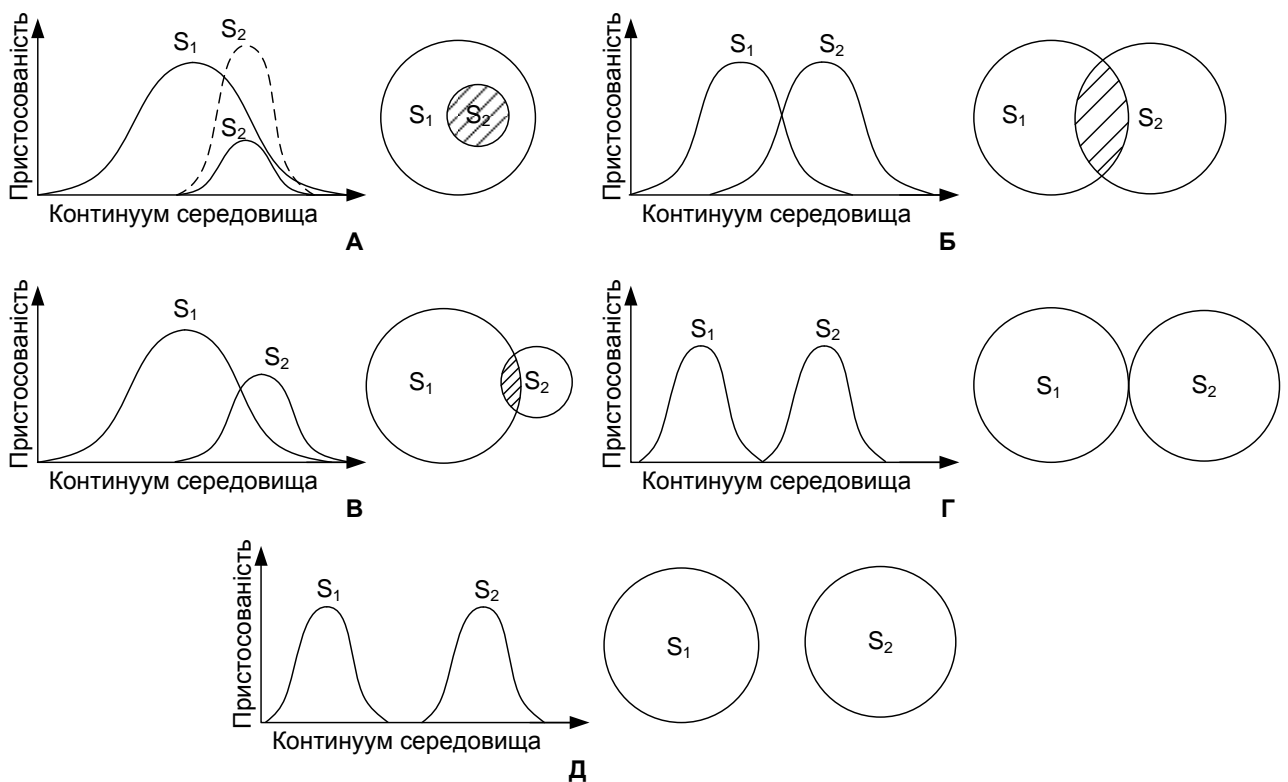 Пристосованість
S₁
S₂
S₂
Континуум середовища
S₁
S₂
А
Пристосованість
S₁
S₂
Континуум середовища
S₁
S₂
Б
Пристосованість
S₁
S₂
Континуум середовища
S₁
S₂
В
Пристосованість
S₁
S₂
Континуум середовища
S₁
S₂
Г
Пристосованість
S₁
S₂
Континуум середовища
S₁
S₂
Д